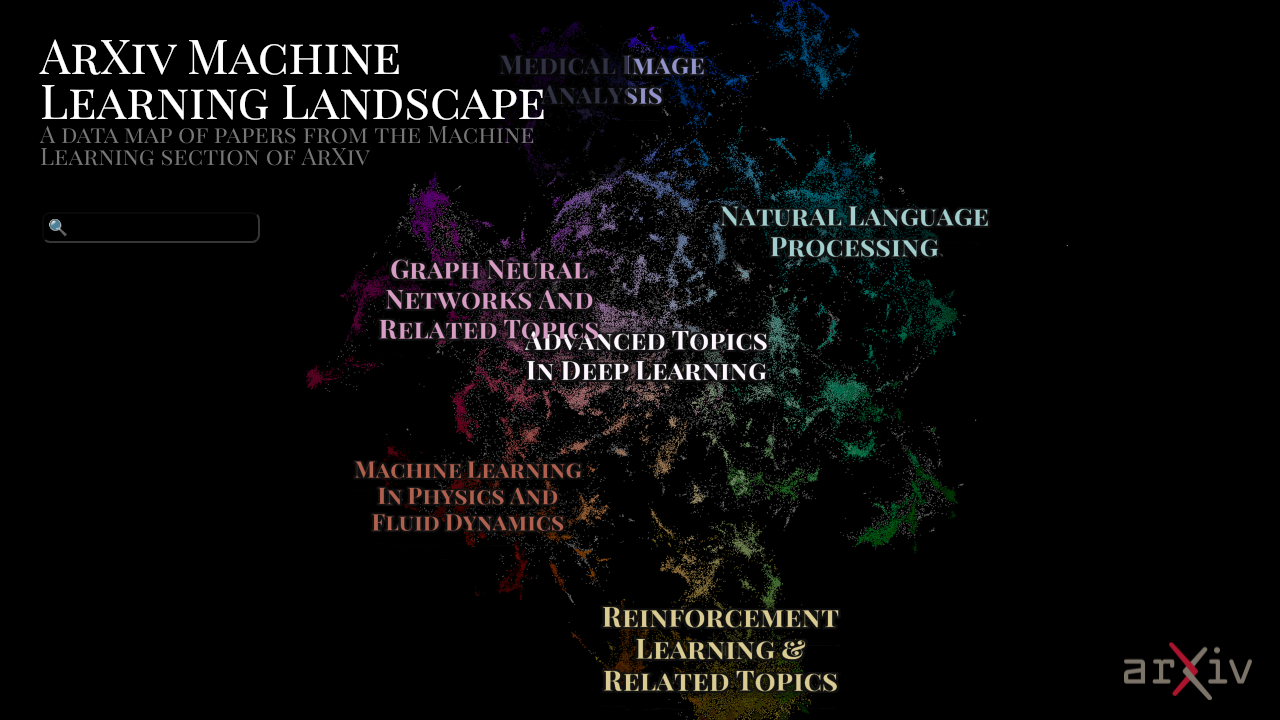 ArXiv Machine
Learning Landscape
A data map of papers from the Machine
Learning section of ArXiv
Medical Image
Analysis
Natural Language
Processing
Graph Neural
Networks And
Related Topics
Advanced Topics
In Deep Learning
Machine Learning
In Physics And
Fluid Dynamics
Reinforcement
Learning &
Related Topics
arXiv